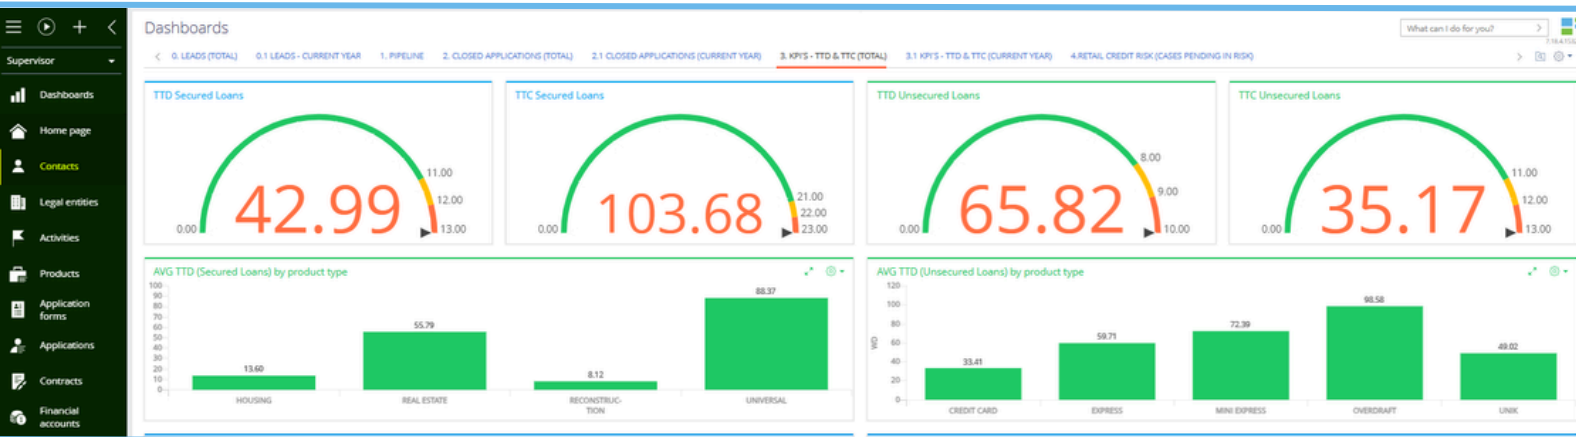 Dashboards
What can I do for you?
Supervisor
0. LEADS (TOTAL) 0.1 LEADS - CURRENT YEAR 1. PIPELINE 2. CLOSED APPLICATIONS (TOTAL) 2.1 CLOSED APPLICATIONS (CURRENT YEAR) 3. KPI'S - TTD & TTC (TOTAL) 3.1 KPI'S - TTD & TTC (CURRENT YEAR) 4.RETAIL CREDIT RISK (CASES PENDING IN RISK)
Dashboards
Home page
Contacts
Legal entities
Activities
Products
Application
forms
Applications
Contracts
Financial
accounts
TTD Secured Loans
42.99
0.00
11.00
12.00
13.00
TTC Secured Loans
103.68
0.00
21.00
22.00
23.00
TTD Unsecured Loans
65.82
0.00
8.00
9.00
10.00
TTC Unsecured Loans
35.17
0.00
11.00
12.00
13.00
AVG TTD (Secured Loans) by product type
100
90
80
70
60
50
40
30
20
10
0
13.60
55.79
8.12
88.37
HOUSING
REAL ESTATE
RECONSTRUC-
TION
UNIVERSAL
AVG TTD (Unsecured Loans) by product type
WD
120
100
80
60
40
20
0
33.41
59.71
72.39
98.58
49.02
CREDIT CARD
EXPRESS
MINI EXPRESS
OVERDRAFT
UNIK